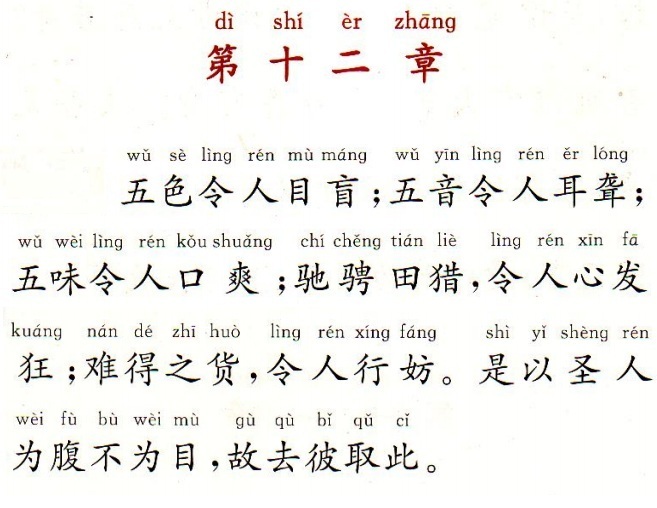 dì shí èr zhāng
第十二章
wǔ sè lìng rén mù máng wǔ yīn lìng rén ěr lóng
五色令人目盲；五音令人耳聋；
wǔ wèi lìng rén kǒu shuǎng chí chěng tián liè lìng rén xīn fā
五味令人口爽；驰骋田猎，令人心发
kuáng nán dé zhī huò lìng rén xíng fáng shì yǐ shèng rén
狂；难得之货，令人行妨。是以圣人
wèi fù bù wèi mù gù qù bǐ qǔ cǐ
为腹不为目，故去彼取此。